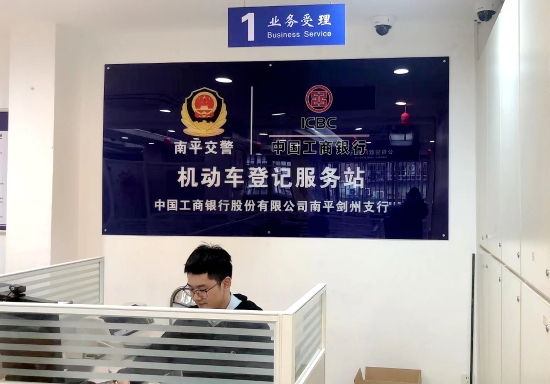 1 业务受理
Business Service
南平交警
ICBC
中国工商银行
机动车登记服务站
中国工商银行股份有限公司南平剑州支行